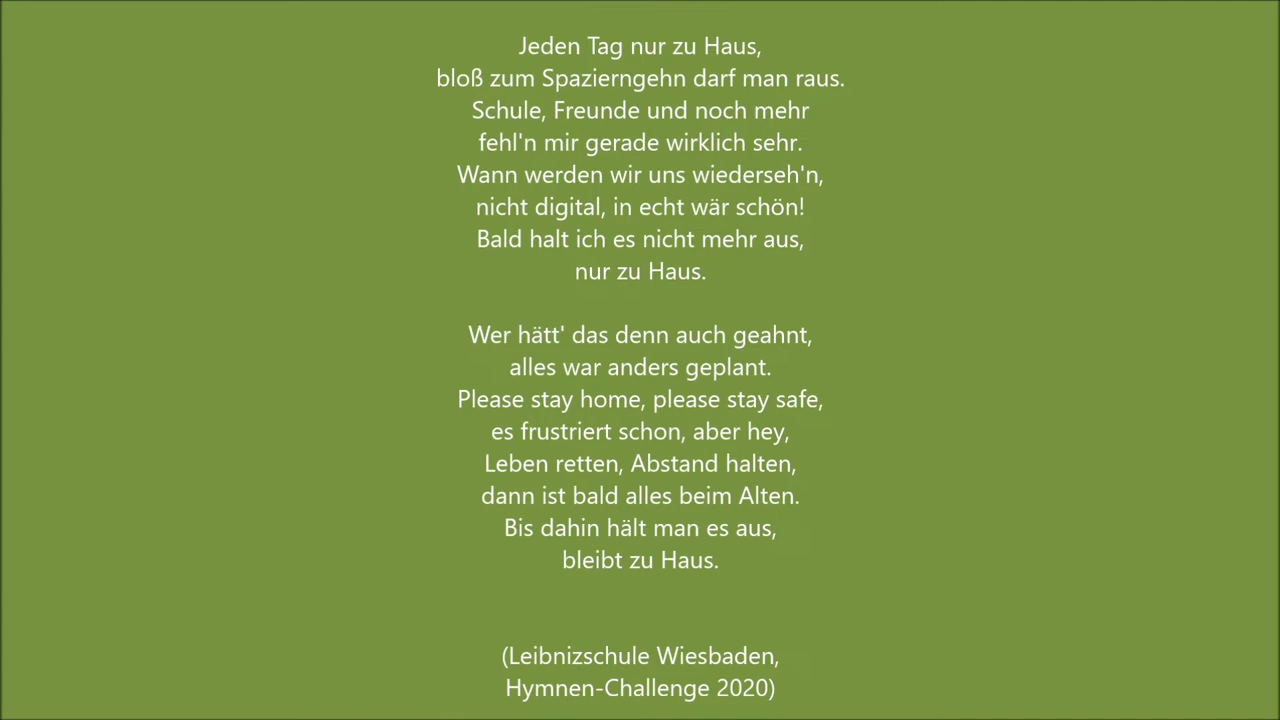 Jeden Tag nur zu Haus,
bloß zum Spazierngehn darf man raus.
Schule, Freunde und noch mehr
fehl'n mir gerade wirklich sehr.
Wann werden wir uns wiederseh'n,
nicht digital, in echt wär schön!
Bald halt ich es nicht mehr aus,
nur zu Haus.
Wer hätt' das denn auch geahnt,
alles war anders geplant.
Please stay home, please stay safe,
es frustriert schon, aber hey,
Leben retten, Abstand halten,
dann ist bald alles beim Alten.
Bis dahin hält man es aus,
bleibt zu Haus.
(Leibnizschule Wiesbaden,
Hymnen-Challenge 2020)